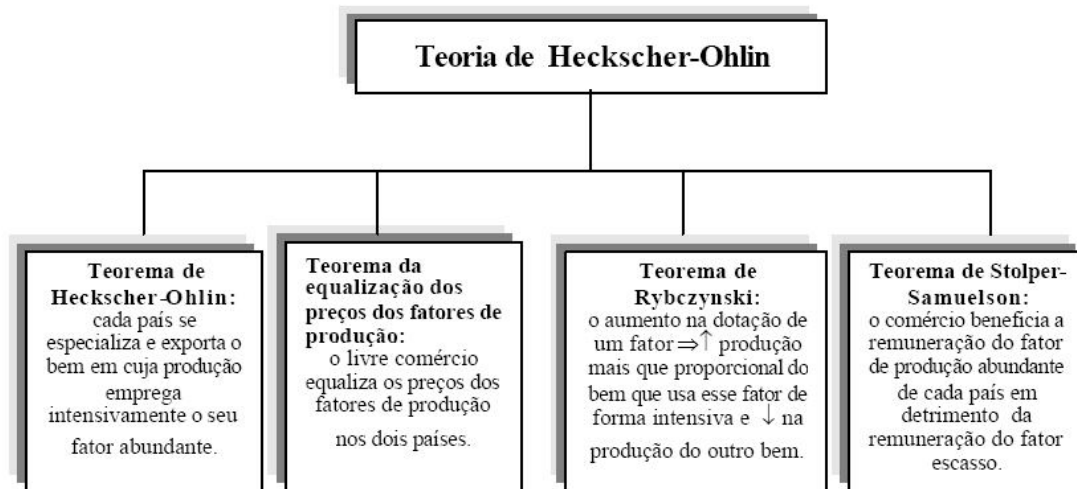 Teoria de Heckscher-Ohlin
Teorema de
Heckscher-Ohlin:
cada país se
especializa e exporta o
bem em cuja produção
emprega
intensivamente o seu
fator abundante.
Teorema da
equalização dos
preços dos fatores de
produção:
o livre comércio
equaliza os preços dos
fatores de produção
nos dois países.
Teorema de
Rybczynski:
o aumento na dotação de
um fator ⇒↑ produção
mais que proporcional do
bem que usa esse fator de
forma intensiva e ↓ na
produção do outro bem.
Teorema de Stolper-
Samuelson:
o comércio beneficia a
remuneração do fator
de produção abundante
de cada país em
detrimento da
remuneração do fator
escasso.